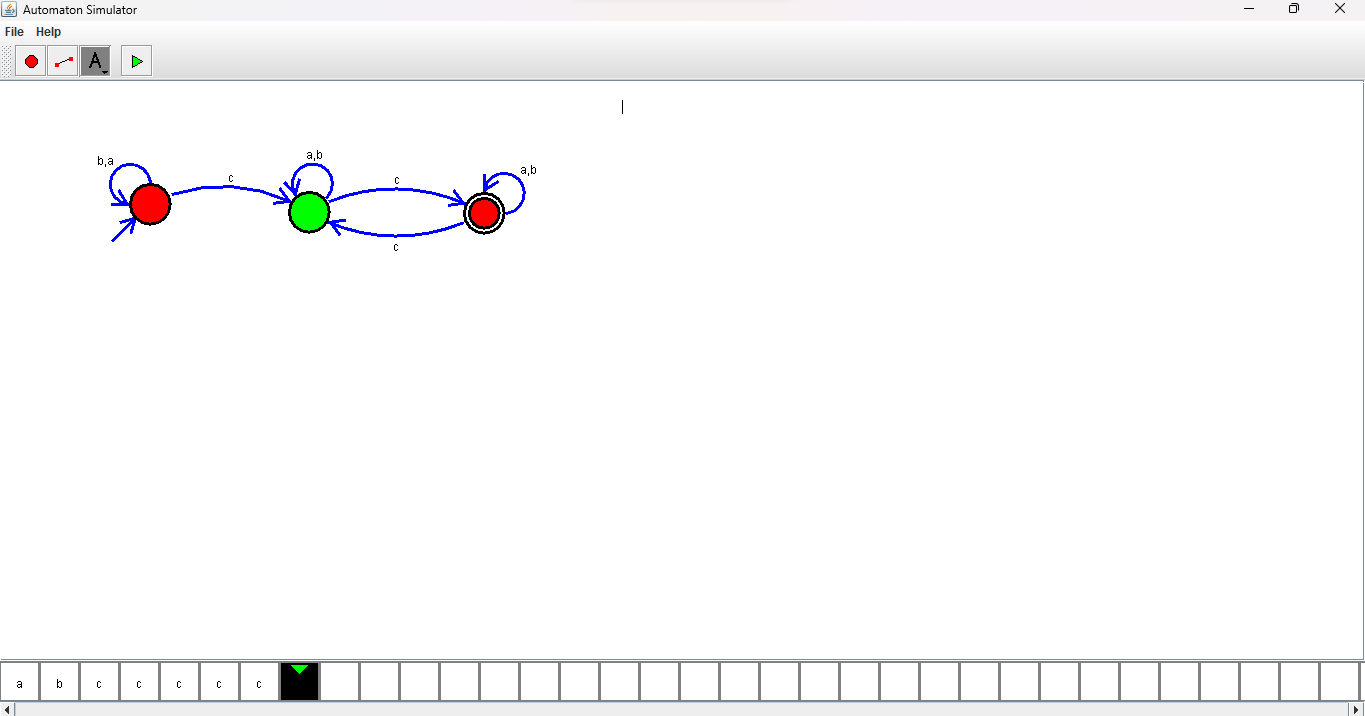 Automaton Simulator
File Help
A
a,b
b,a
a,b
c
c
c
a b c c c c c